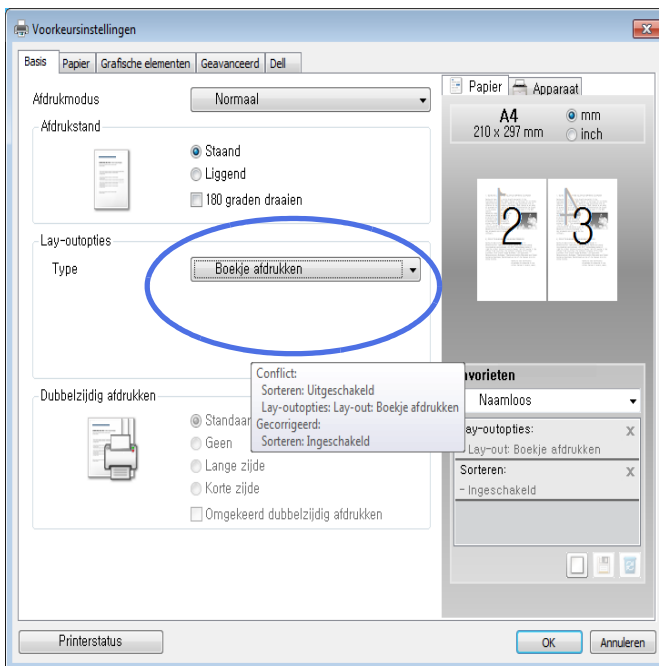 Voorkeursinstellingen
Basis Papier Grafische elementen Geavanceerd Dell
Afdrukmodus Normaal
Afdrukstand
Staand
Liggend
180 graden draaien
Lay-outopties
Type Boekje afdrukken
Dubbelzijdig afdrukken
Standaar
Geen
Lange zijde
Korte zijde
Omgekeerd dubbelzijdig afdrukken
Conflict:
Sorteren: Uitgeschakeld
Lay-outopties: Lay-out: Boekje afdrukken
Gecorrigeerd:
Sorteren: Ingeschakeld
Papier Apparaat
A4 mm
210 x 297 mm inch
2 3
avorieten
Naamloos
ay-outopties: X
Lay-out: Boekje afdrukken
Sorteren: X
- Ingeschakeld
Printerstatus OK Annuleren